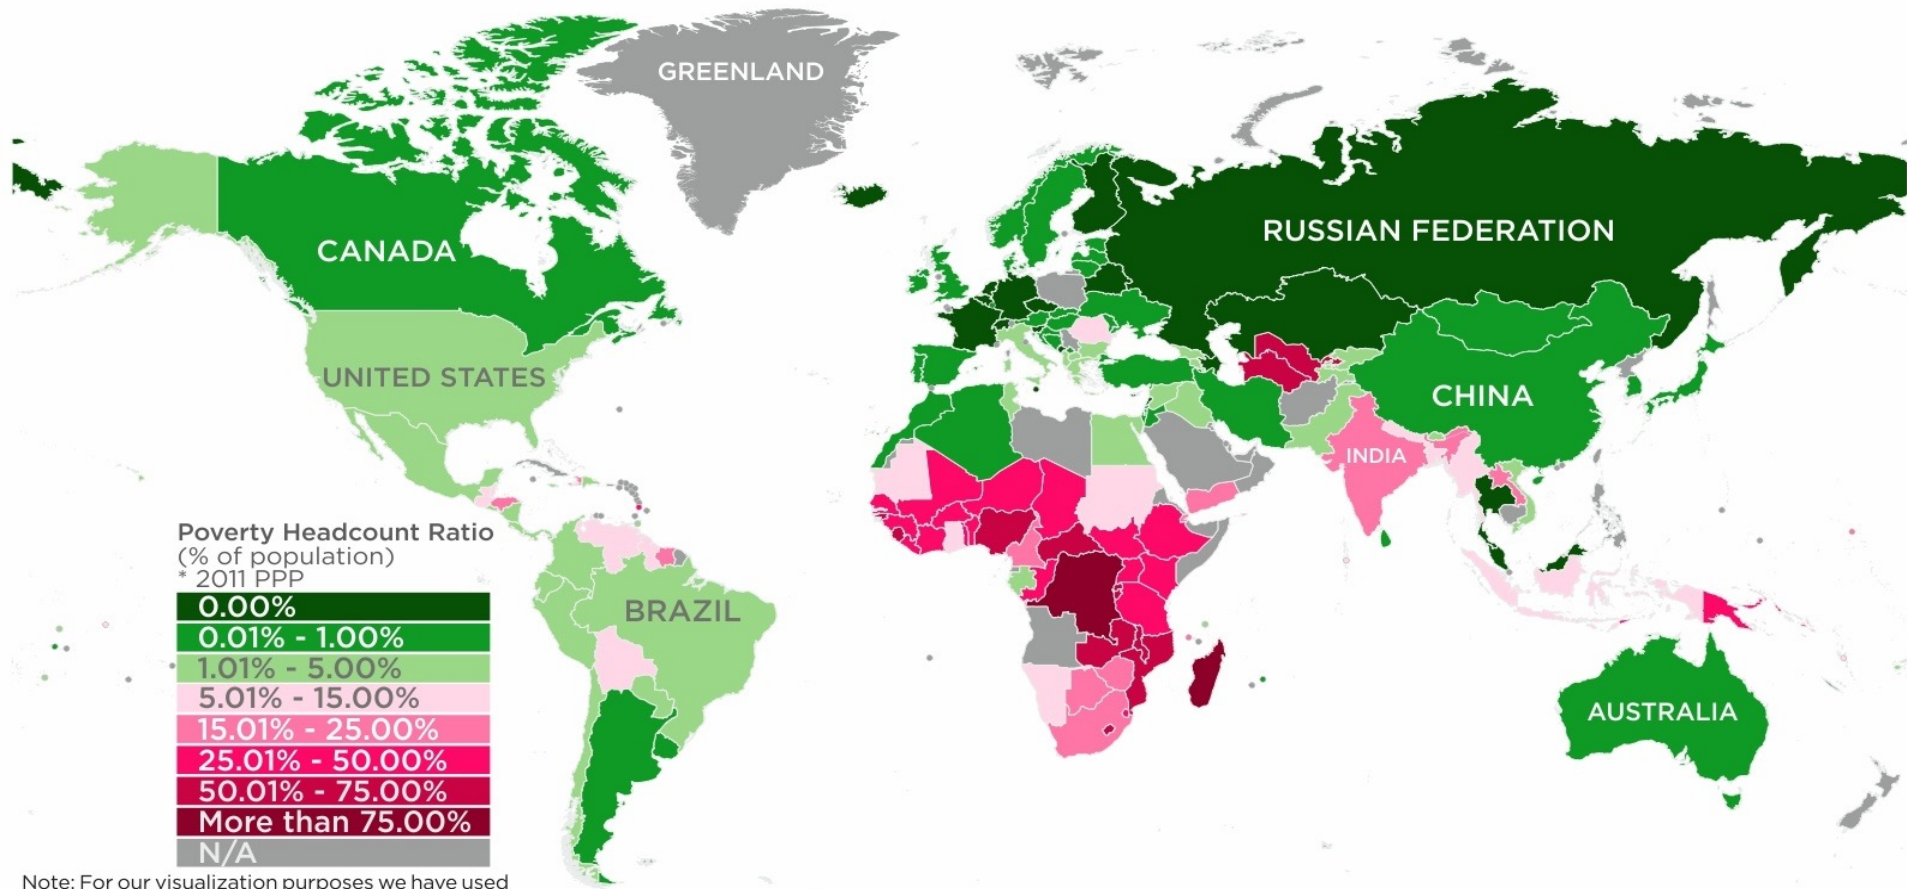 GREENLAND
CANADA
RUSSIAN FEDERATION
UNITED STATES
CHINA
INDIA
BRAZIL
AUSTRALIA
Poverty Headcount Ratio
(% of population)
* 2011 PPP
0.00%
0.01% - 1.00%
1.01% - 5.00%
5.01% - 15.00%
15.01% - 25.00%
25.01% - 50.00%
50.01% - 75.00%
More than 75.00%
N/A
Note: For our visualization purposes we have used